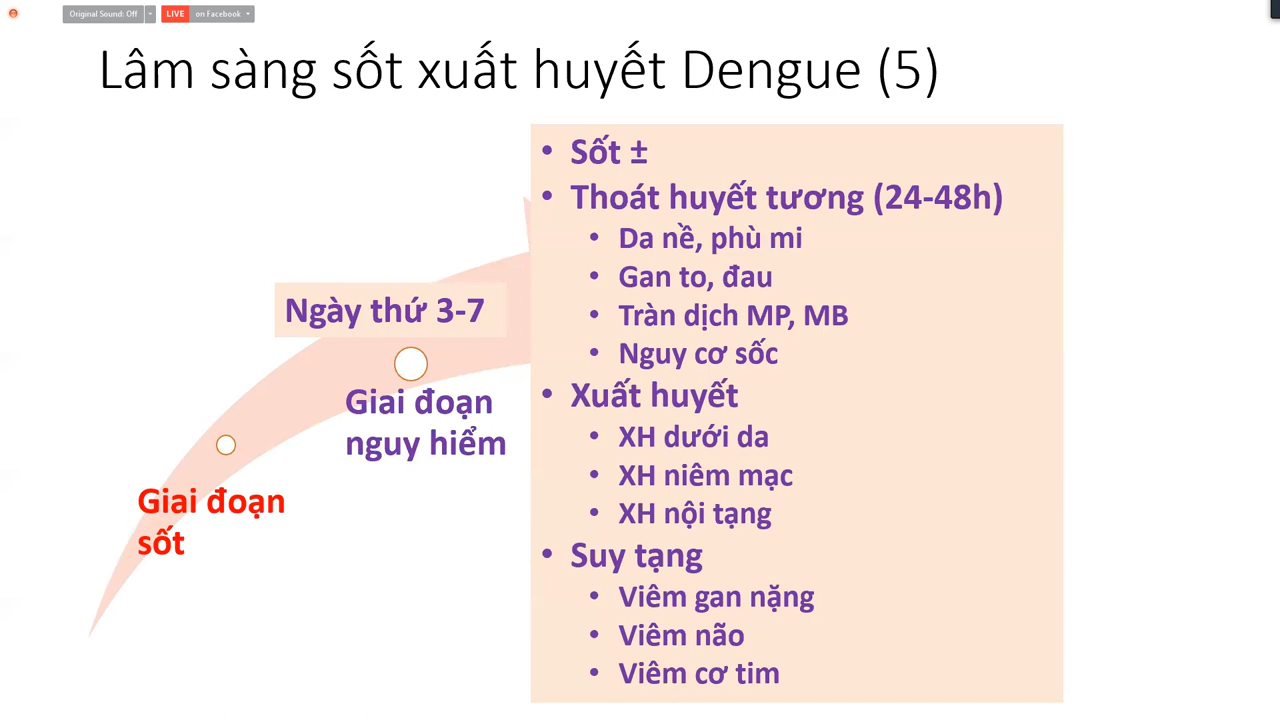 Original Sound: Off
LIVE on Facebook
Lâm sàng sốt xuất huyết Dengue (5)
Ngày thứ 3-7
Giai đoạn
nguy hiểm
Giai đoạn
sốt
• Sốt ±
• Thoát huyết tương (24-48h)
• Da nề, phù mi
• Gan to, đau
• Tràn dịch MP, MB
• Nguy cơ sốc
• Xuất huyết
• XH dưới da
• XH niêm mạc
• XH nội tạng
• Suy tạng
• Viêm gan nặng
• Viêm não
• Viêm cơ tim